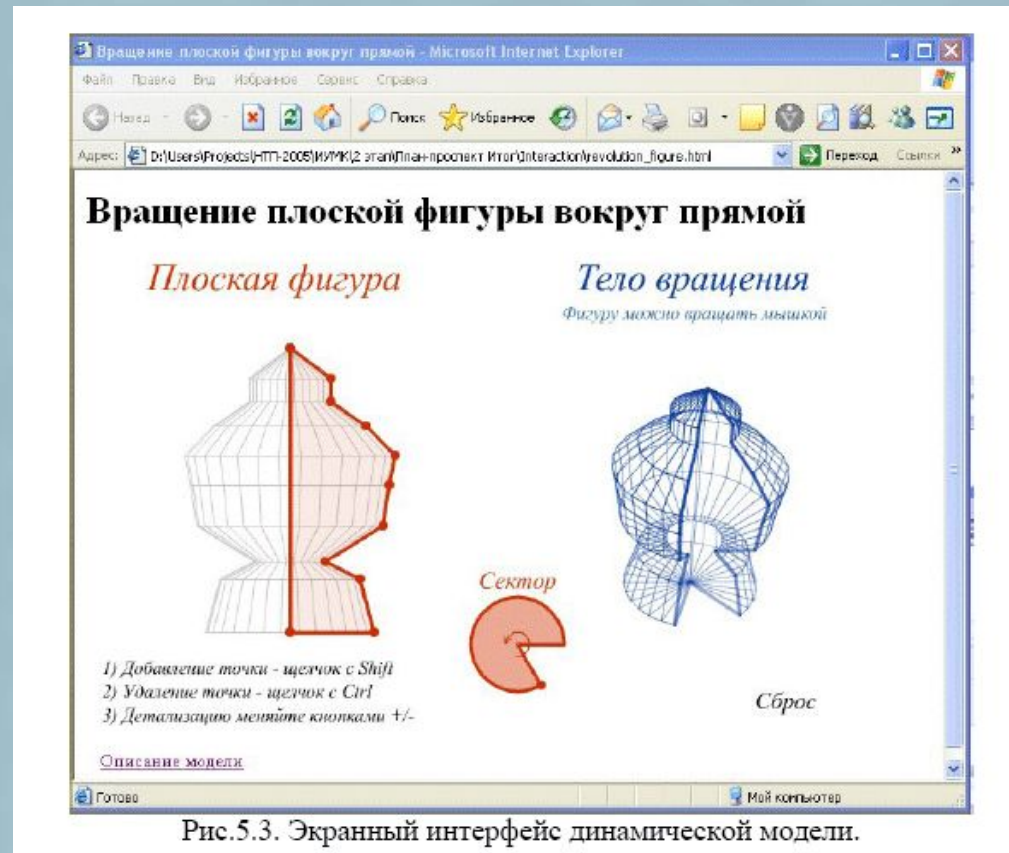 Вращение плоской фигуры вокруг прямой - Microsoft Internet Explorer
Файл Правка Вид Избранное Сервис Справка
Назад Поиск Избранное
Адрес: D:\Users\Projects\НТП-2005\ИУМК\2 этап\План-проспект Итог\Interaction\revolution_figure.html Переход Ссылки »
Вращение плоской фигуры вокруг прямой
Плоская фигура
Тело вращения
Фигуру можно вращать мышкой
Сектор
1) Добавление точки - щелчок с Shift
2) Удаление точки - щелчок с Ctrl
3) Детализацию меняйте кнопками +/-
Сброс
Описание модели
Готово Мой компьютер
Рис.5.3. Экранный интерфейс динамической модели.